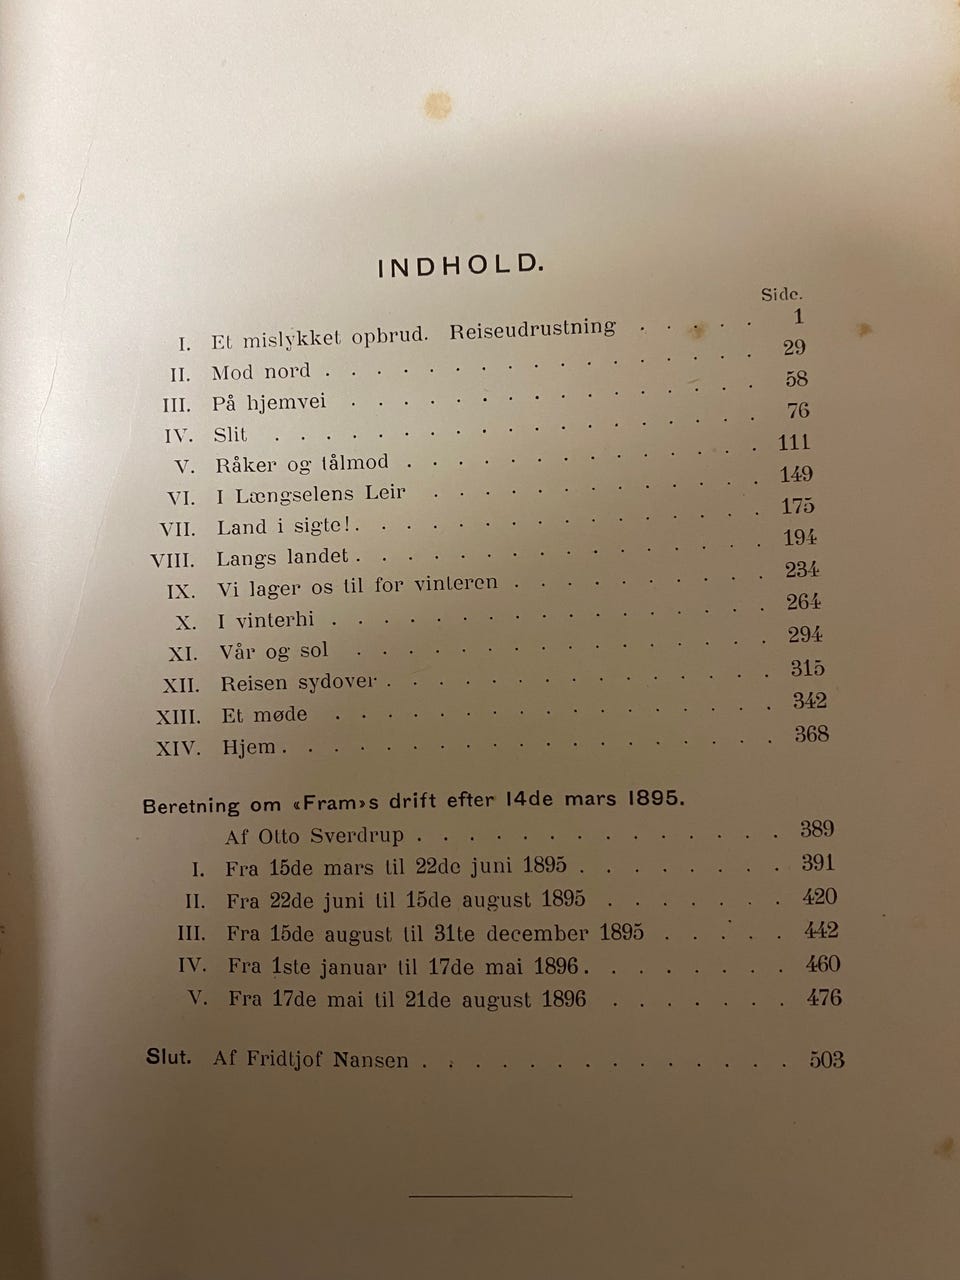 INDHOLD.
Side.
I. Et mislykket opbrud. Reiseudrustning . . . . . 1
II. Mod nord . . . . . . . . . . . . . . . . . 29
III. På hjemvei . . . . . . . . . . . . . . . . 58
IV. Slit . . . . . . . . . . . . . . . . . . . 76
V. Råker og tålmod . . . . . . . . . . . . . . 111
VI. I Længselens Leir . . . . . . . . . . . . . 149
VII. Land i sigte! . . . . . . . . . . . . . . . . 175
VIII. Langs landet . . . . . . . . . . . . . . . . 194
IX. Vi lager os til for vinteren . . . . . . . . . . 234
X. I vinterhi . . . . . . . . . . . . . . . . . 264
XI. Vår og sol . . . . . . . . . . . . . . . . 294
XII. Reisen sydover . . . . . . . . . . . . . . . 315
XIII. Et møde . . . . . . . . . . . . . . . . . 342
XIV. Hjem . . . . . . . . . . . . . . . . . . . 368
Beretning om «Fram»s drift efter 14de mars 1895.
Af Otto Sverdrup . . . . . . . . . . . . . . 389
I. Fra 15de mars til 22de juni 1895 . . . . . . . . 391
II. Fra 22de juni til 15de august 1895 . . . . . . . 420
III. Fra 15de august til 31te december 1895 . . . . . 442
IV. Fra 1ste januar til 17de mai 1896 . . . . . . . . 460
V. Fra 17de mai til 21de august 1896 . . . . . . . 476
Slut. Af Fridtjof Nansen . . . . . . . . . . . . . . 503